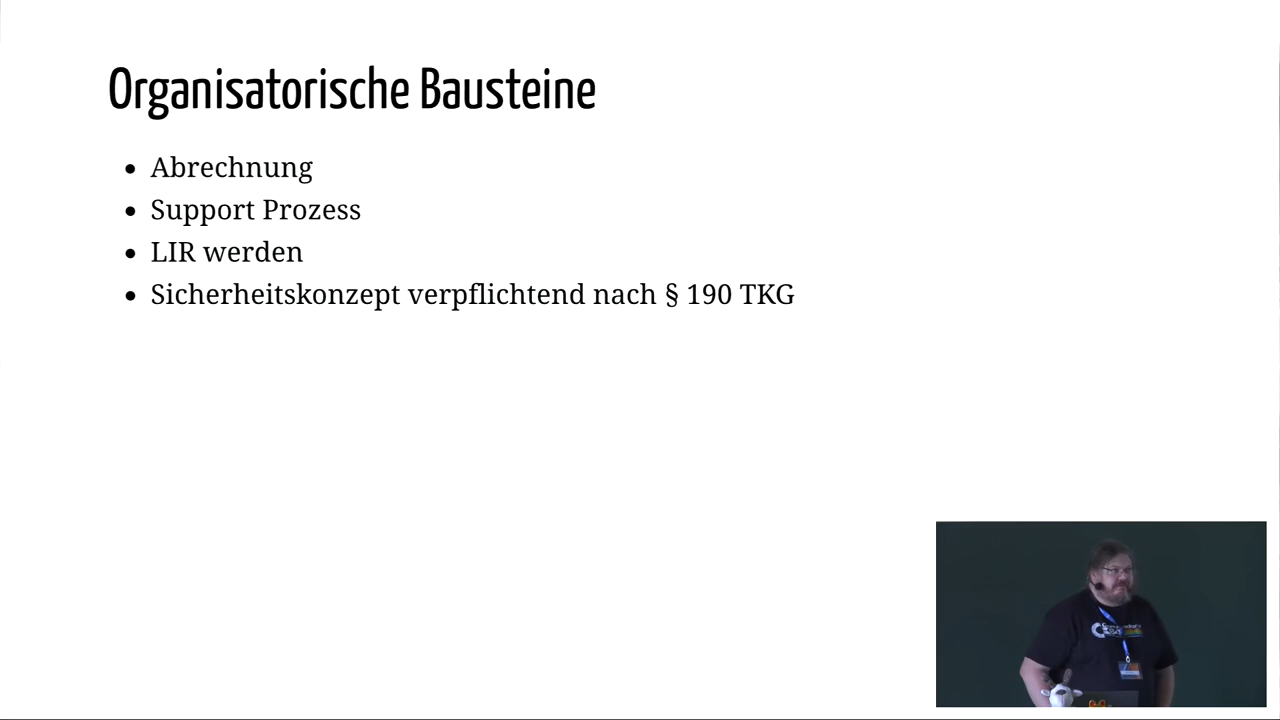 Organisatorische Bausteine
Abrechnung
Support Prozess
LIR werden
Sicherheitskonzept verpflichtend nach § 190 TKG